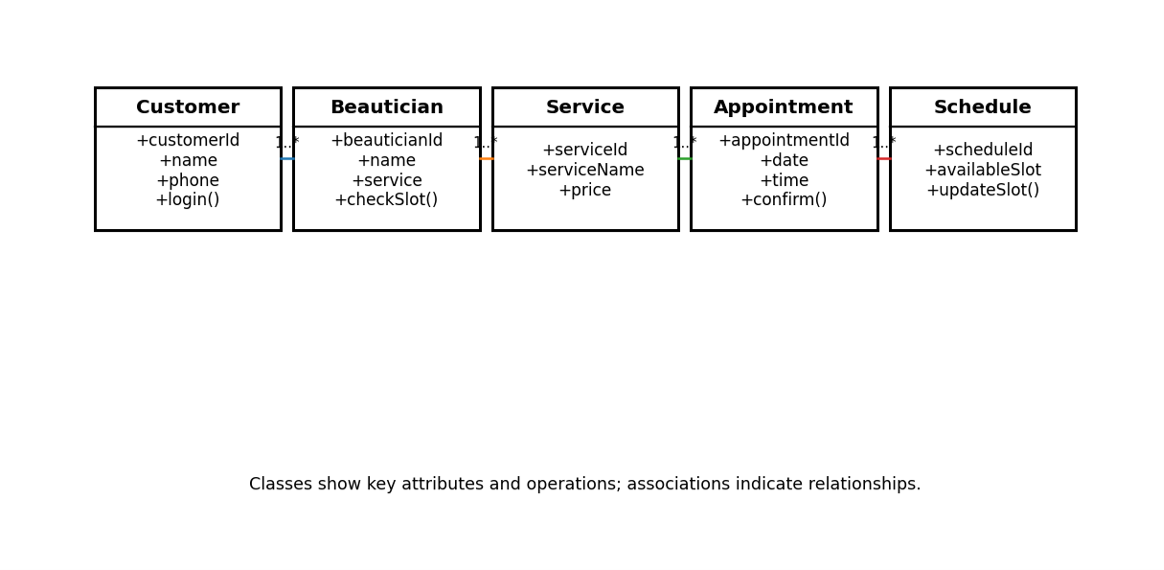 Customer
+customerId
+name
+phone
+login()
1..*
Beautician
+beauticianId
+name
+service
+checkSlot()
1..*
Service
+serviceId
+serviceName
+price
1..*
Appointment
+appointmentId
+date
+time
+confirm()
1..*
Schedule
+scheduleId
+availableSlot
+updateSlot()
Classes show key attributes and operations; associations indicate relationships.